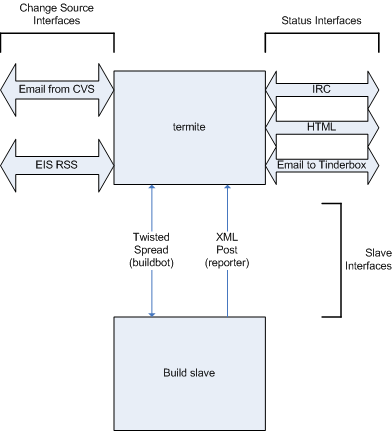 Change Source
Interfaces
Status Interfaces
Email from CVS
IRC
termite
HTML
EIS RSS
Email to Tinderbox
Twisted
Spread
(buildbot)
XML
Post
(reporter)
Slave
Interfaces
Build slave